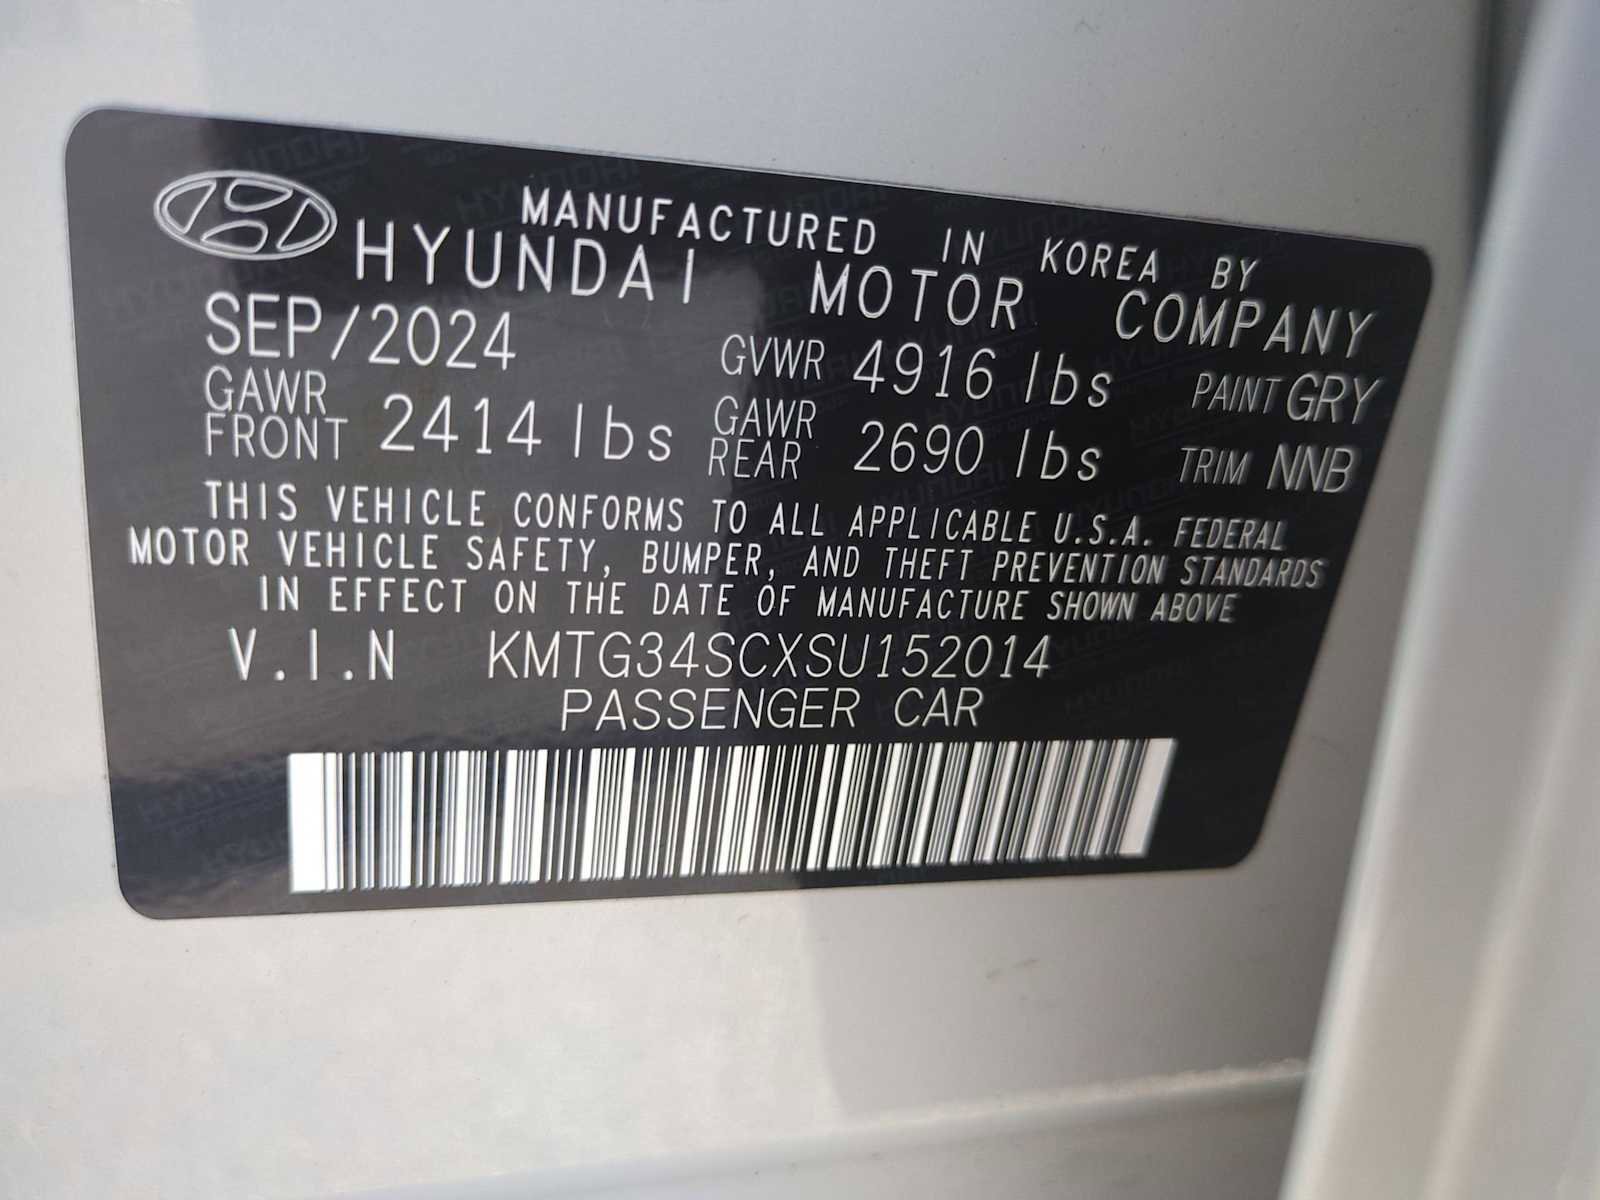 MANUFACTURED IN KOREA BY
HYUNDAI MOTOR COMPANY
SEP/2024 GVWR 4916 lbs PAINT GRY
GAWR FRONT 2414 lbs GAWR REAR 2690 lbs TRIM NNB
THIS VEHICLE CONFORMS TO ALL APPLICABLE U.S.A. FEDERAL
MOTOR VEHICLE SAFETY, BUMPER, AND THEFT PREVENTION STANDARDS
IN EFFECT ON THE DATE OF MANUFACTURE SHOWN ABOVE
V.I.N KMTG34SCXSU152014
PASSENGER CAR